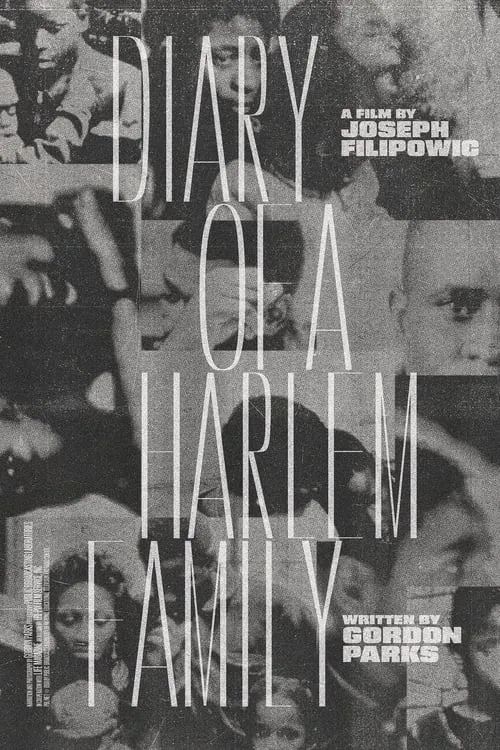 DIARY
OF A
HARLEM
FAMILY
A FILM BY
JOSEPH
FILIPOWIC
WRITTEN BY
GORDON
PARKS